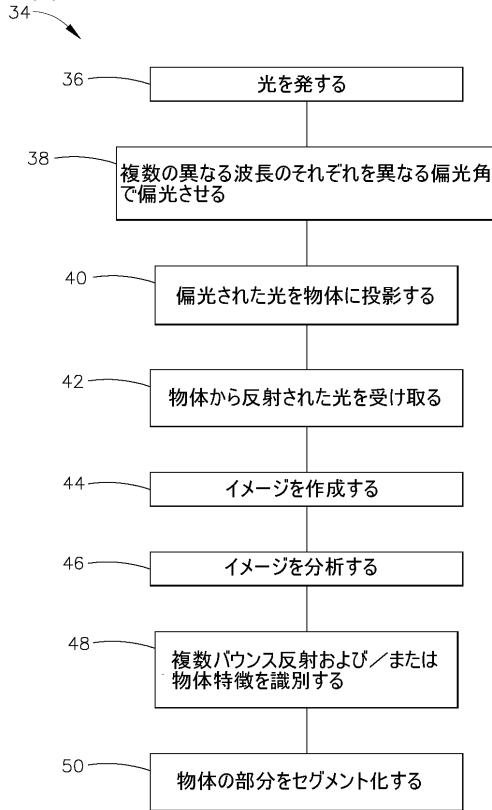 34
36
光を発する
38
複数の異なる波長のそれぞれを異なる偏光角
で偏光させる
40
偏光された光を物体に投影する
42
物体から反射された光を受け取る
44
イメージを作成する
46
イメージを分析する
48
複数バウンス反射および／または
物体特徴を識別する
50
物体の部分をセグメント化する